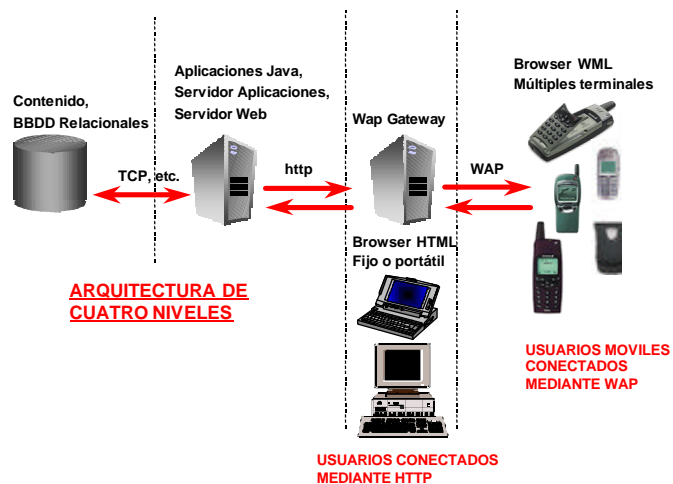 Contenido,
BBDD Relacionales
Aplicaciones Java,
Servidor Aplicaciones,
Servidor Web
Wap Gateway
Browser WML
Múltiples terminales
TCP, etc.
http
WAP
Browser HTML
Fijo o portátil
ARQUITECTURA DE
CUATRO NIVELES
USUARIOS MOVILES
CONECTADOS
MEDIANTE WAP
USUARIOS CONECTADOS
MEDIANTE HTTP